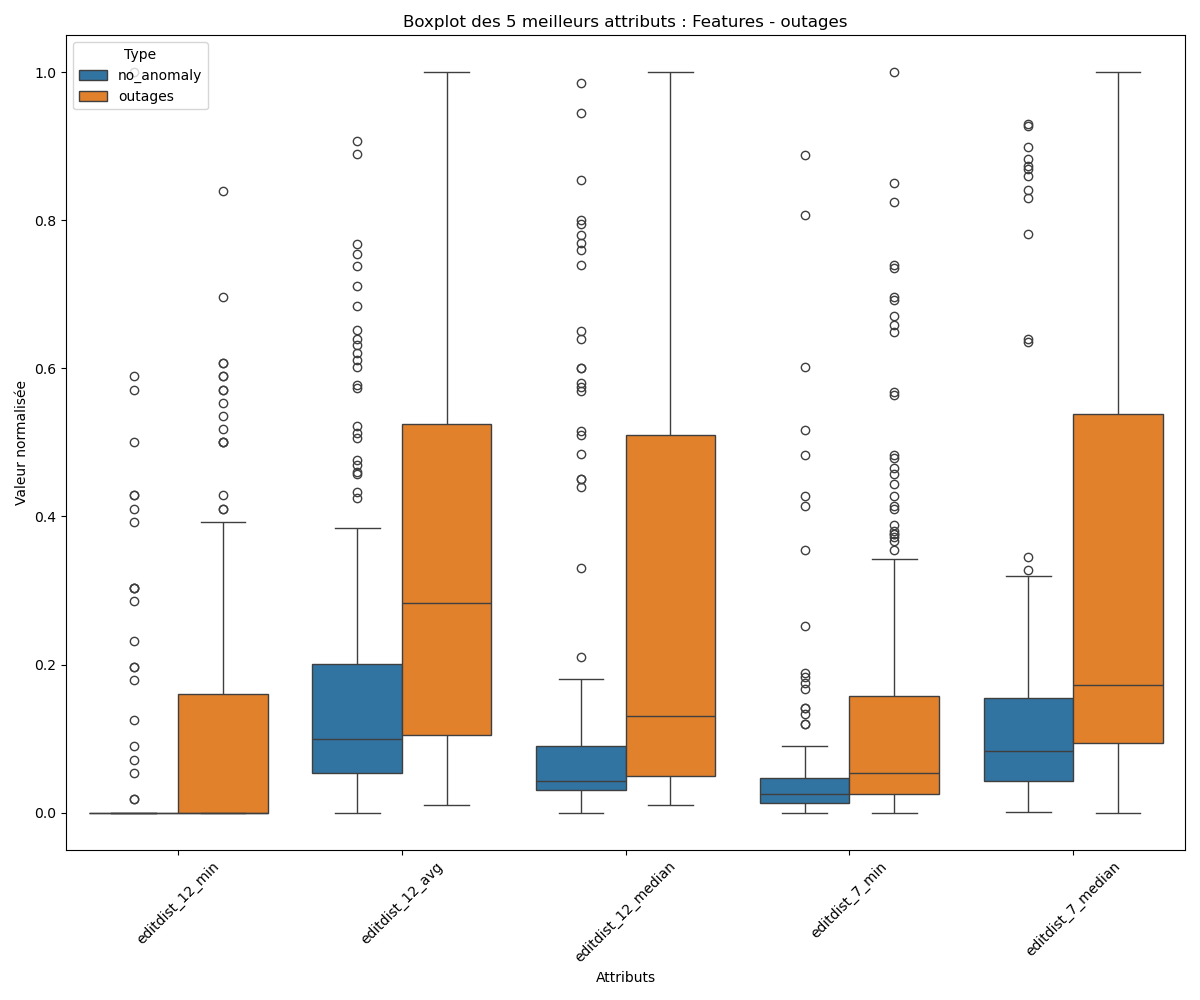 Boxplot des 5 meilleurs attributs : Features - outages
Type
no_anomaly
outages
1.0
0.8
0.6
0.4
0.2
0.0
Valeur normalisée
editdist_12_min
editdist_12_avg
editdist_12_median
editdist_7_min
editdist_7_median
Attributs